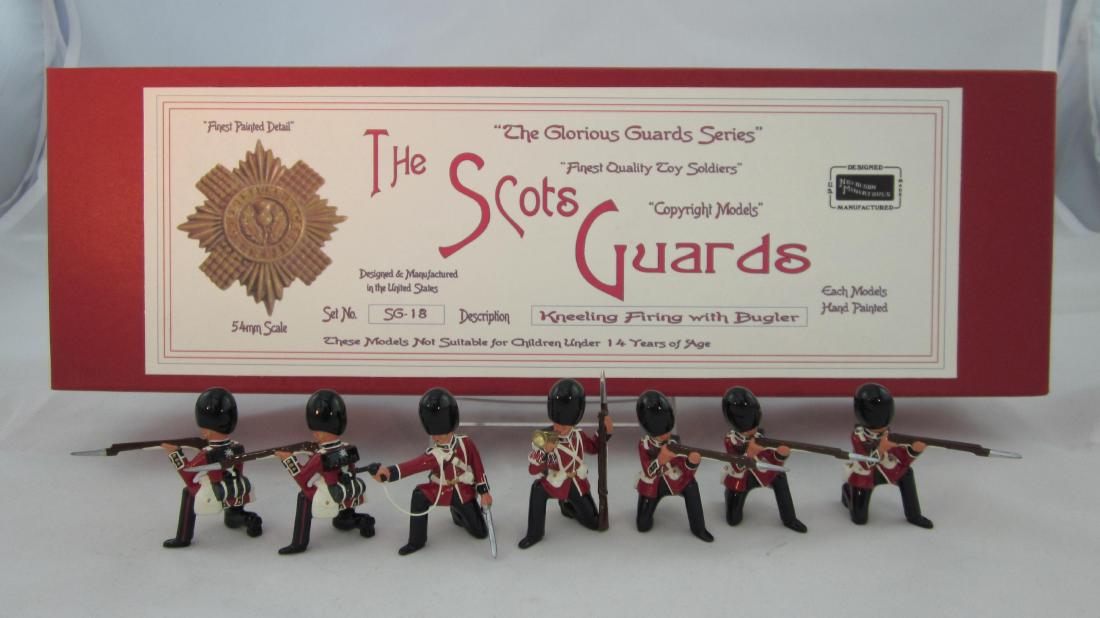 "Finest Painted Detail"
"The Glorious Guards Series"
"Finest Quality Toy Soldiers"
"Copyright Models"
The
Scots
Guards
DESIGNED
U.S.
MADE
MANUFACTURED
Designed & Manufactured
in the United States
Each Models
Hand Painted
54mm Scale
Set No. SG-18 Description Kneeling Firing with Bugler
These Models Not Suitable for Children Under 14 Years of Age